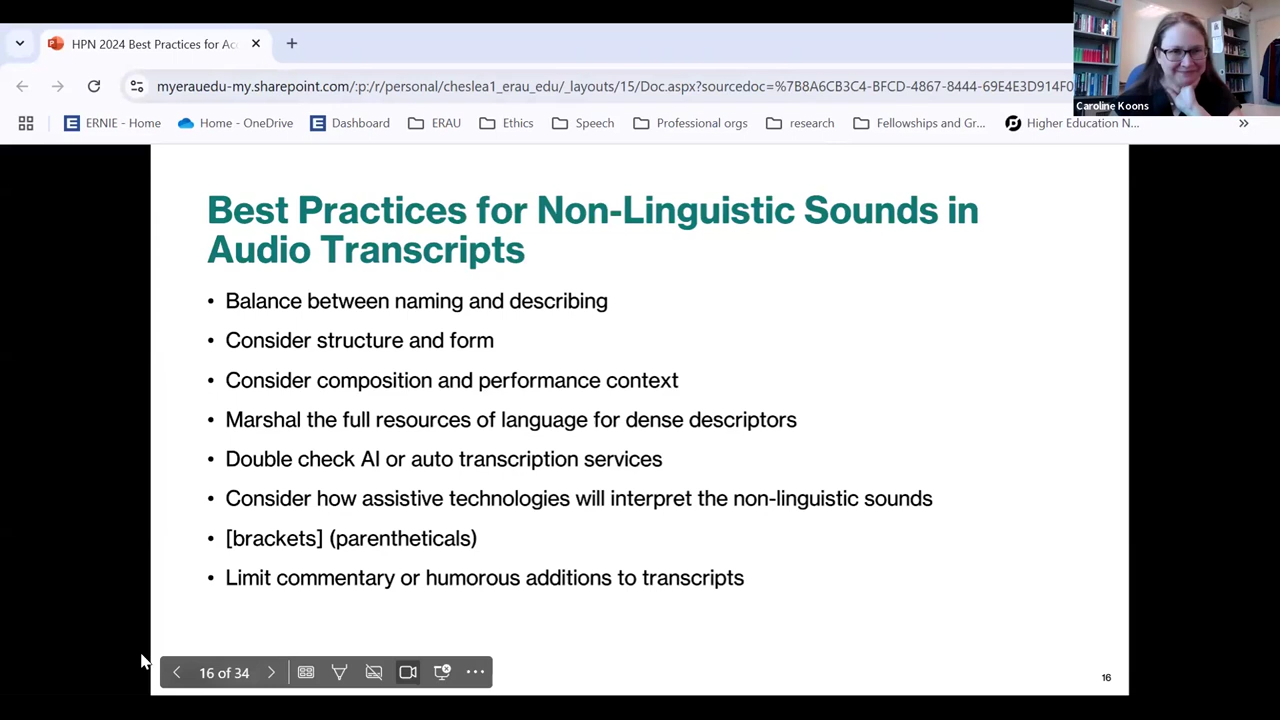 HPN 2024 Best Practices for Ac
myerauedu-my.sharepoint.com/:p:/r/personal/cheslea1_erau_edu/_layouts/15/Doc.aspx?sourcedoc=%7B8A6CB3C4-BFCD-4867-8444-69E4E3D914F0
Caroline Koons
ERNIE - Home
Home - OneDrive
Dashboard
ERAU
Ethics
Speech
Professional orgs
research
Fellowships and Gr...
Higher Education N...
Best Practices for Non-Linguistic Sounds in
Audio Transcripts
• Balance between naming and describing
• Consider structure and form
• Consider composition and performance context
• Marshal the full resources of language for dense descriptors
• Double check AI or auto transcription services
• Consider how assistive technologies will interpret the non-linguistic sounds
• [brackets] (parentheticals)
• Limit commentary or humorous additions to transcripts
16 of 34
16